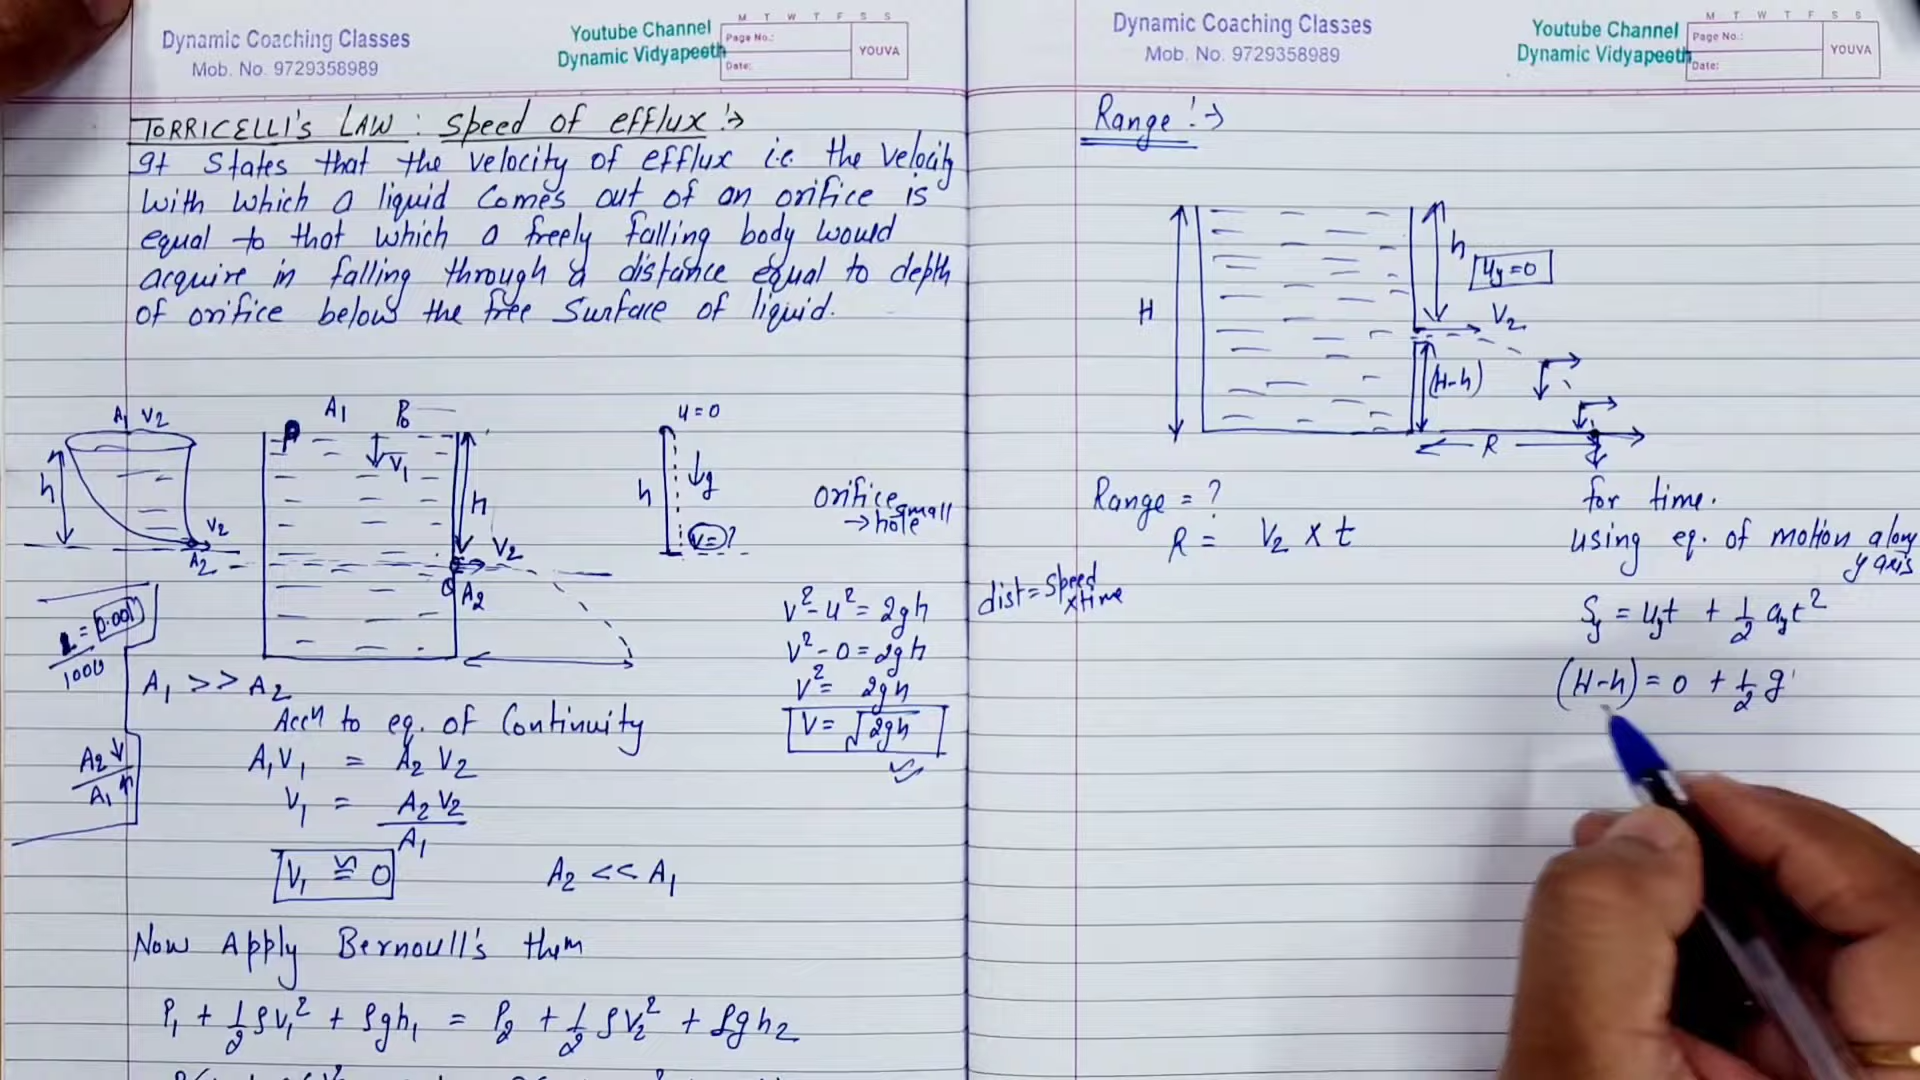 Dynamic Coaching Classes
Mob. No. 9729358989
Youtube Channel
Dynamic Vidyapeeth
M T W T F S S
Page No.:
Date:
YOUVA
TORRICELLI'S LAW : Speed of efflux :→
It States that the velocity of efflux i.e. the velocity
with which a liquid comes out of an orifice is
equal to that which a freely falling body would
acquire in falling through a distance equal to depth
of orifice below the free Surface of liquid.
A1 V2
h
V2
A2
A1 P0
V1
h
V2
A2
u = 0
h
g
V=?
orifice small
→ hole
= 0.001
1000
A2↓
A1↑
V²-u² = 2gh
V²-0 = 2gh
V² = 2gh
V = √2gh
A1 >> A2
Accn to eq. of Continuity
A1V1 = A2 V2
V1 = A2 V2
A1
V1 ≅ 0
A2 << A1
Now Apply Bernoull's thm
P1 + 1/2 ρv1² + ρgh1 = P2 + 1/2 ρv2² + ρgh2
Dynamic Coaching Classes
Mob. No. 9729358989
Youtube Channel
Dynamic Vidyapeeth
M T W T F S S
Page No.:
Date:
YOUVA
Range :→
H
h
uy=0
V2
(H-h)
R
Range = ?
R = V2 x t
dist = Speed
x time
for time.
using eq. of motion along
y axis
Sy = uyt + 1/2 ayt²
(H-h) = 0 + 1/2 g